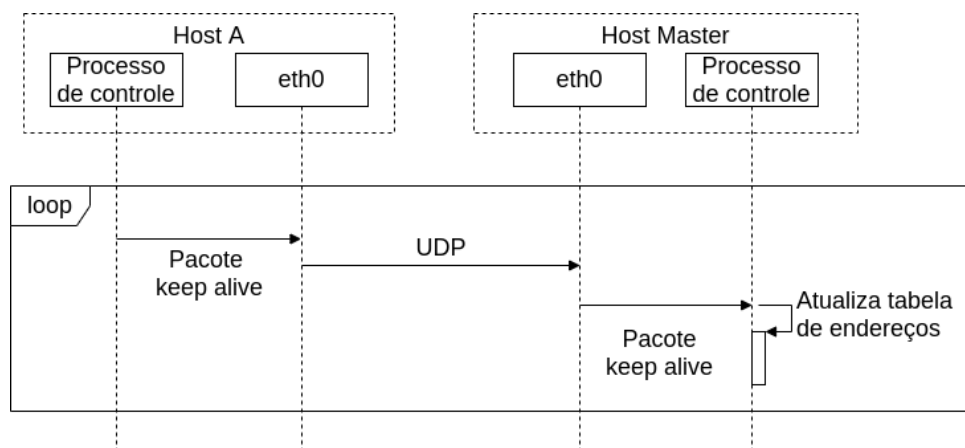 Host A
Host Master
Processo
de controle
eth0
eth0
Processo
de controle
loop
Pacote
keep alive
UDP
Atualiza tabela
de endereços
Pacote
keep alive